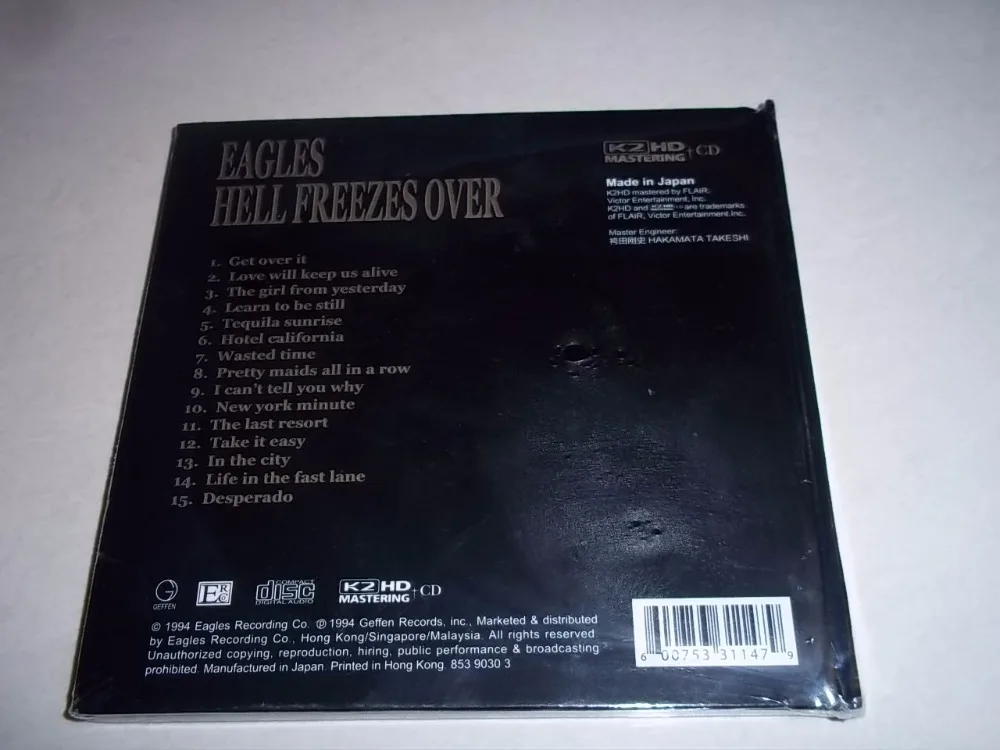 EAGLES
HELL FREEZES OVER
K2 HD
MASTERING † CD
Made in Japan
K2HD mastered by FLAIR,
Victor Entertainment, Inc.
K2HD and are trademarks
of FLAIR, Victor Entertainment.Inc.
Master Engineer:
袴田剛史 HAKAMATA TAKESHI
1. Get over it
2. Love will keep us alive
3. The girl from yesterday
4. Learn to be still
5. Tequila sunrise
6. Hotel california
7. Wasted time
8. Pretty maids all in a row
9. I can't tell you why
10. New york minute
11. The last resort
12. Take it easy
13. In the city
14. Life in the fast lane
15. Desperado
GEFFEN
COMPACT
disc
DIGITAL AUDIO
K2 HD
MASTERING † CD
© 1994 Eagles Recording Co. ℗ 1994 Geffen Records, inc., Marketed & distributed
by Eagles Recording Co., Hong Kong/Singapore/Malaysia. All rights reserved
Unauthorized copying, reproduction, hiring, public performance & broadcasting
prohibited. Manufactured in Japan. Printed in Hong Kong. 853 9030 3
6 00753 31147 9